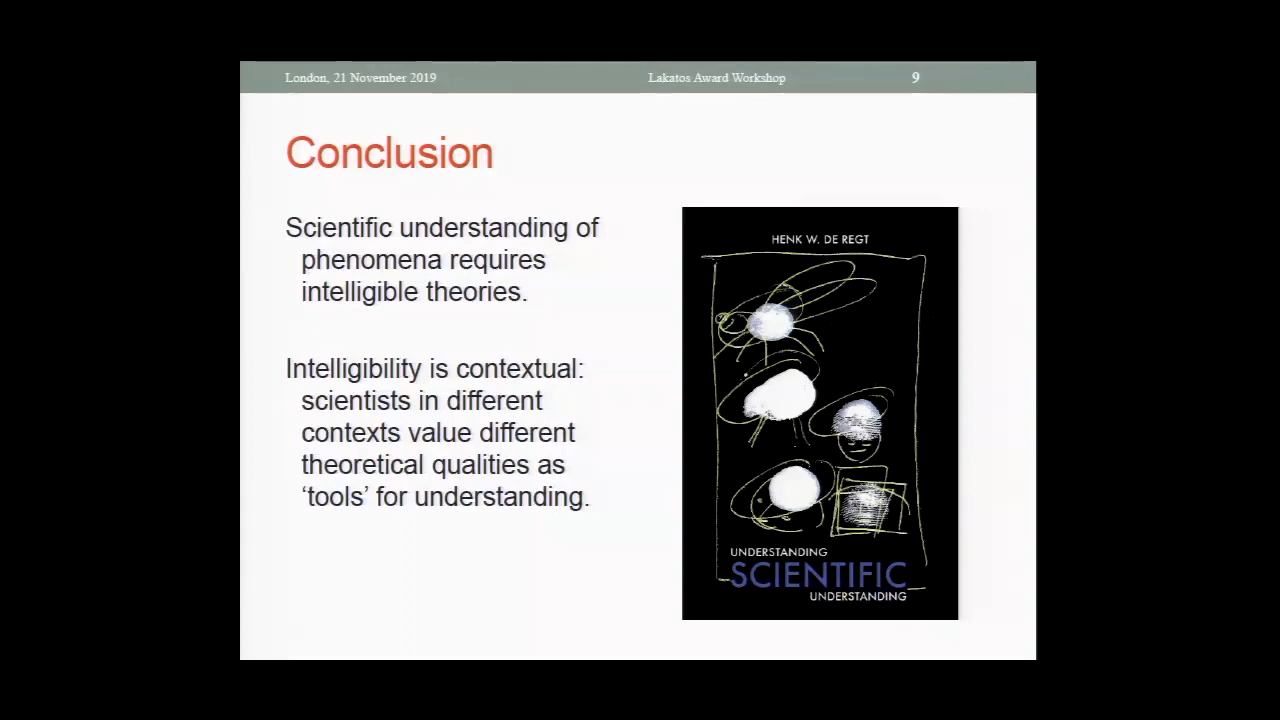 London, 21 November 2019
Lakatos Award Workshop
9
Conclusion
Scientific understanding of
phenomena requires
intelligible theories.
Intelligibility is contextual:
scientists in different
contexts value different
theoretical qualities as
‘tools’ for understanding.
HENK W. DE REGT
UNDERSTANDING
SCIENTIFIC
UNDERSTANDING